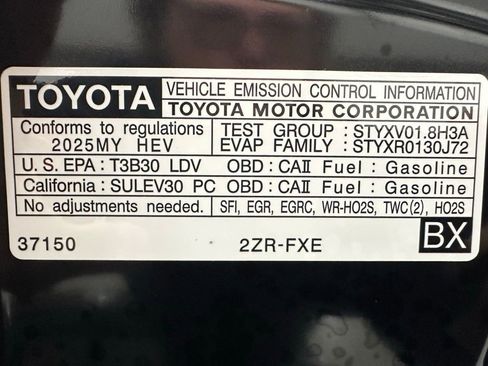 TOYOTA
VEHICLE EMISSION CONTROL INFORMATION
TOYOTA MOTOR CORPORATION
Conforms to regulations
2025MY HEV
TEST GROUP : STYXV01.8H3A
EVAP FAMILY : STYXR0130J72
U.S. EPA : T3B30 LDV OBD : CAⅡ Fuel : Gasoline
California : SULEV30 PC OBD : CAⅡ Fuel : Gasoline
No adjustments needed. SFI, EGR, EGRC, WR-HO2S, TWC(2), HO2S
37150 2ZR-FXE BX